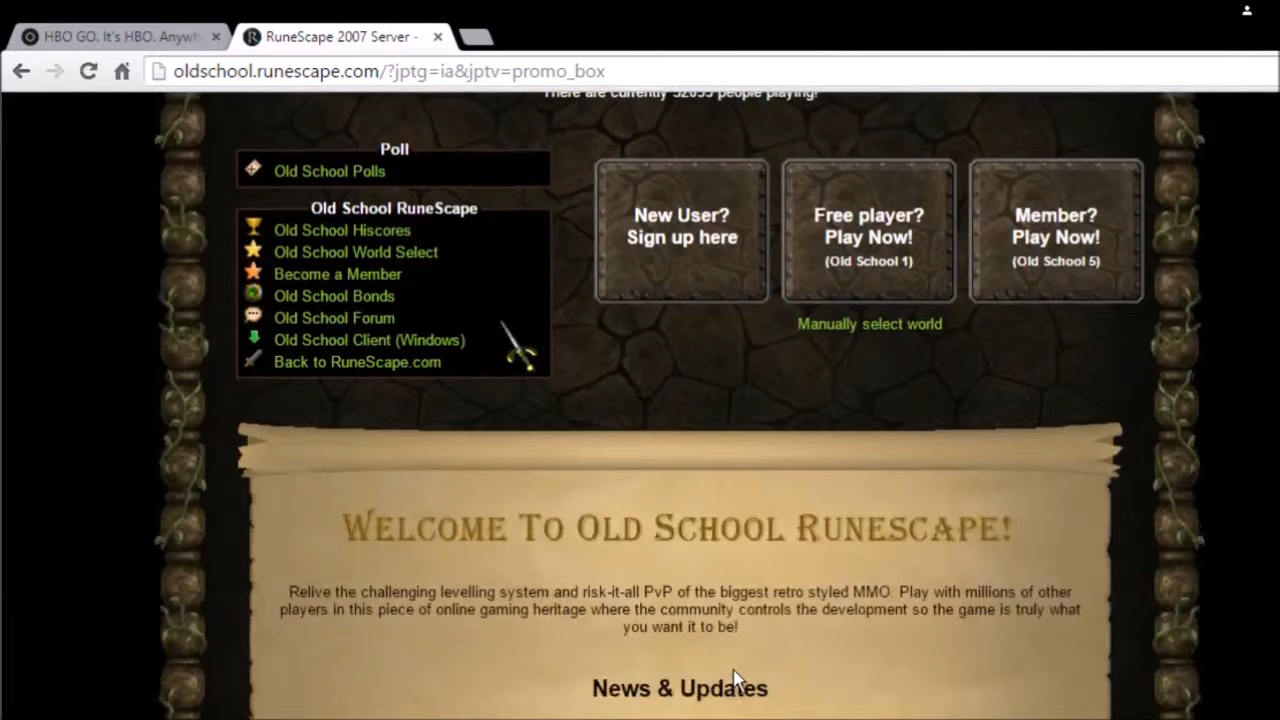 HBO GO. It's HBO. Anywh
RuneScape 2007 Server -
oldschool.runescape.com/?jptg=ia&jptv=promo_box
There are currently 52055 people playing!
Poll
Old School Polls
Old School RuneScape
Old School Hiscores
Old School World Select
Become a Member
Old School Bonds
Old School Forum
Old School Client (Windows)
Back to RuneScape.com
New User?
Sign up here
Free player?
Play Now!
(Old School 1)
Member?
Play Now!
(Old School 5)
Manually select world
WELCOME TO OLD SCHOOL RUNESCAPE!
Relive the challenging levelling system and risk-it-all PvP of the biggest retro styled MMO. Play with millions of other
players in this piece of online gaming heritage where the community controls the development so the game is truly what
you want it to be!
News & Updates